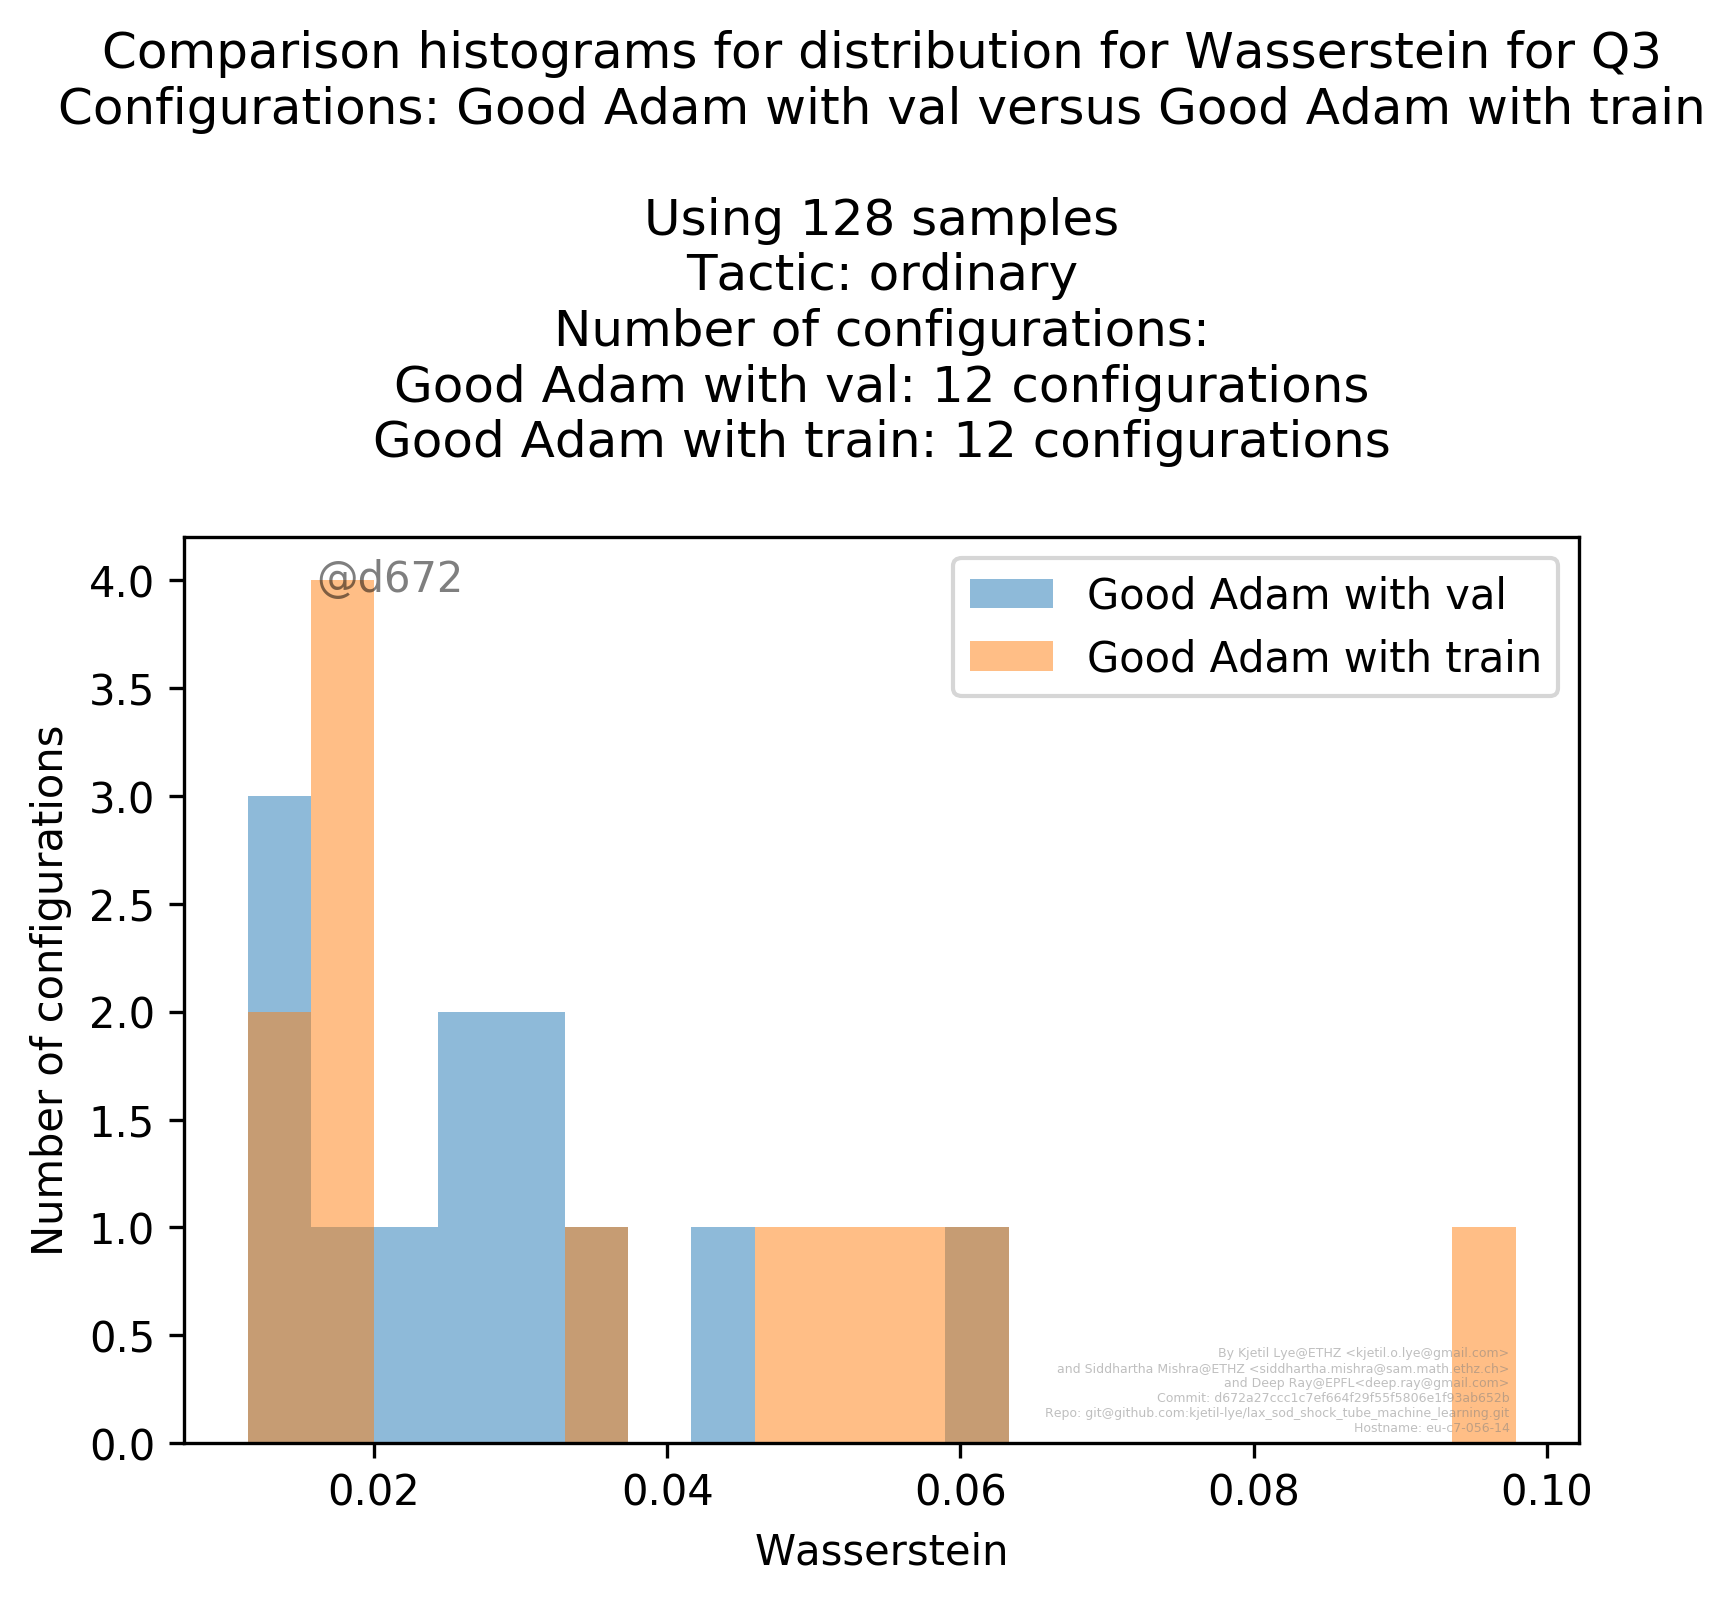 Comparison histograms for distribution for Wasserstein for Q3
Configurations: Good Adam with val versus Good Adam with train
Using 128 samples
Tactic: ordinary
Number of configurations:
Good Adam with val: 12 configurations
Good Adam with train: 12 configurations
@d672
Good Adam with val
Good Adam with train
4.0
3.5
3.0
2.5
2.0
1.5
1.0
0.5
0.0
Number of configurations
By Kjetil Lye@ETHZ <kjetil.o.lye@gmail.com>
and Siddhartha Mishra@ETHZ <siddhartha.mishra@sam.math.ethz.ch>
and Deep Ray@EPFL<deep.ray@gmail.com>
Commit: d672a27ccc1c7ef664f29f55f5806e1f93ab652b
Repo: git@github.com:kjetil-lye/lax_sod_shock_tube_machine_learning.git
Hostname: eu-c7-056-14
0.02 0.04 0.06 0.08 0.10
Wasserstein